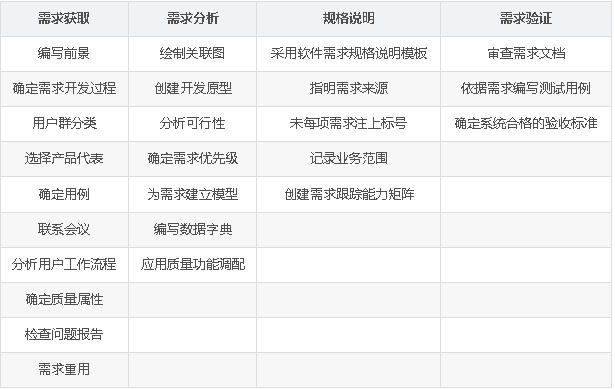 需求获取 需求分析 规格说明 需求验证
编写前景 绘制关联图 采用软件需求规格说明模板 审查需求文档
确定需求开发过程 创建开发原型 指明需求来源 依据需求编写测试用例
用户群分类 分析可行性 未每项需求注上标号 确定系统合格的验收标准
选择产品代表 确定需求优先级 记录业务范围
确定用例 为需求建立模型 创建需求跟踪能力矩阵
联系会议 编写数据字典
分析用户工作流程 应用质量功能调配
确定质量属性
检查问题报告
需求重用